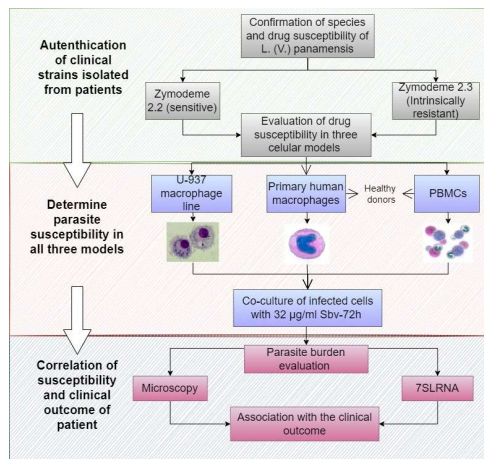 Confirmation of species
and drug susceptibility of
L. (V.) panamensis
Autenthication
of clinical
strains isolated
from patients
Zymodeme
2.2 (sensitive)
Zymodeme 2.3
(Intrinsically
resistant)
Evaluation of drug
susceptibility in three
celular models
Determine
parasite
susceptibility in
all three models
U-937
macrophage
line
Primary human
macrophages
Healthy
donors
PBMCs
Co-culture of infected cells
with 32 µg/ml Sbv-72h
Correlation of
susceptibility
and clinical
outcome of
patient
Parasite burden
evaluation
Microscopy
7SLRNA
Association with the clinical
outcome